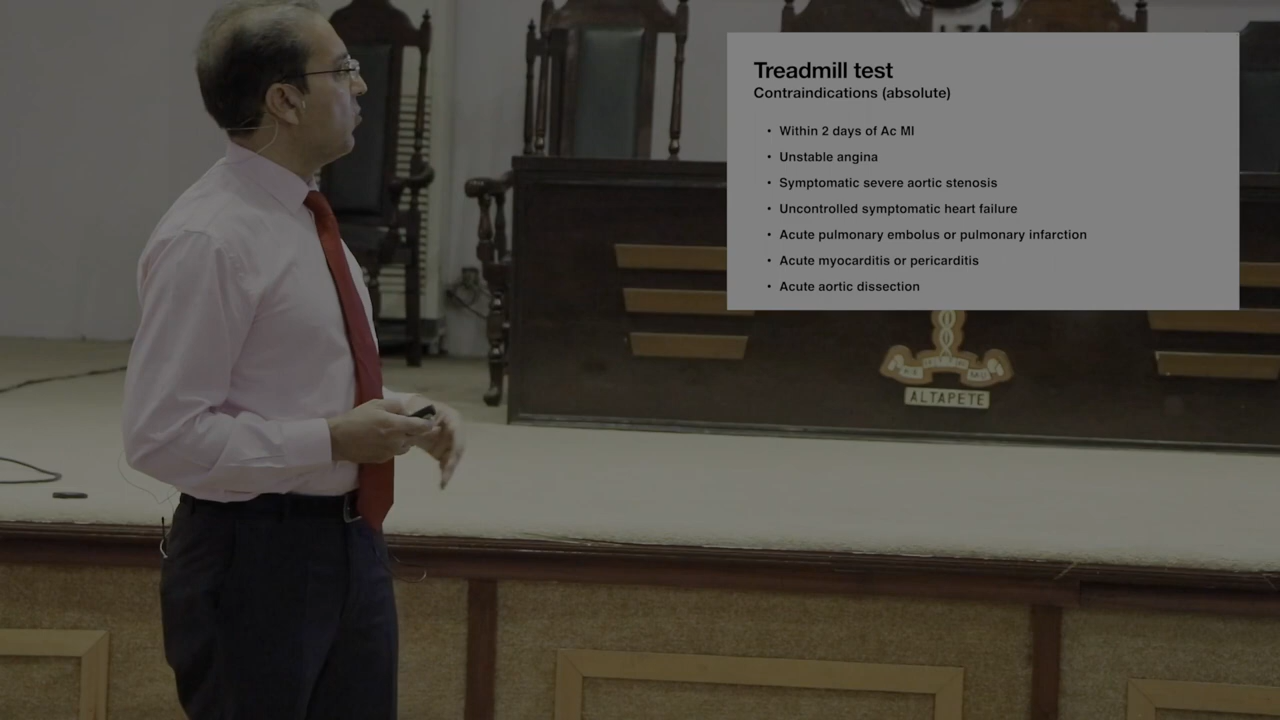 Treadmill test
Contraindications (absolute)
• Within 2 days of Ac MI
• Unstable angina
• Symptomatic severe aortic stenosis
• Uncontrolled symptomatic heart failure
• Acute pulmonary embolus or pulmonary infarction
• Acute myocarditis or pericarditis
• Acute aortic dissection
ALTAPETE